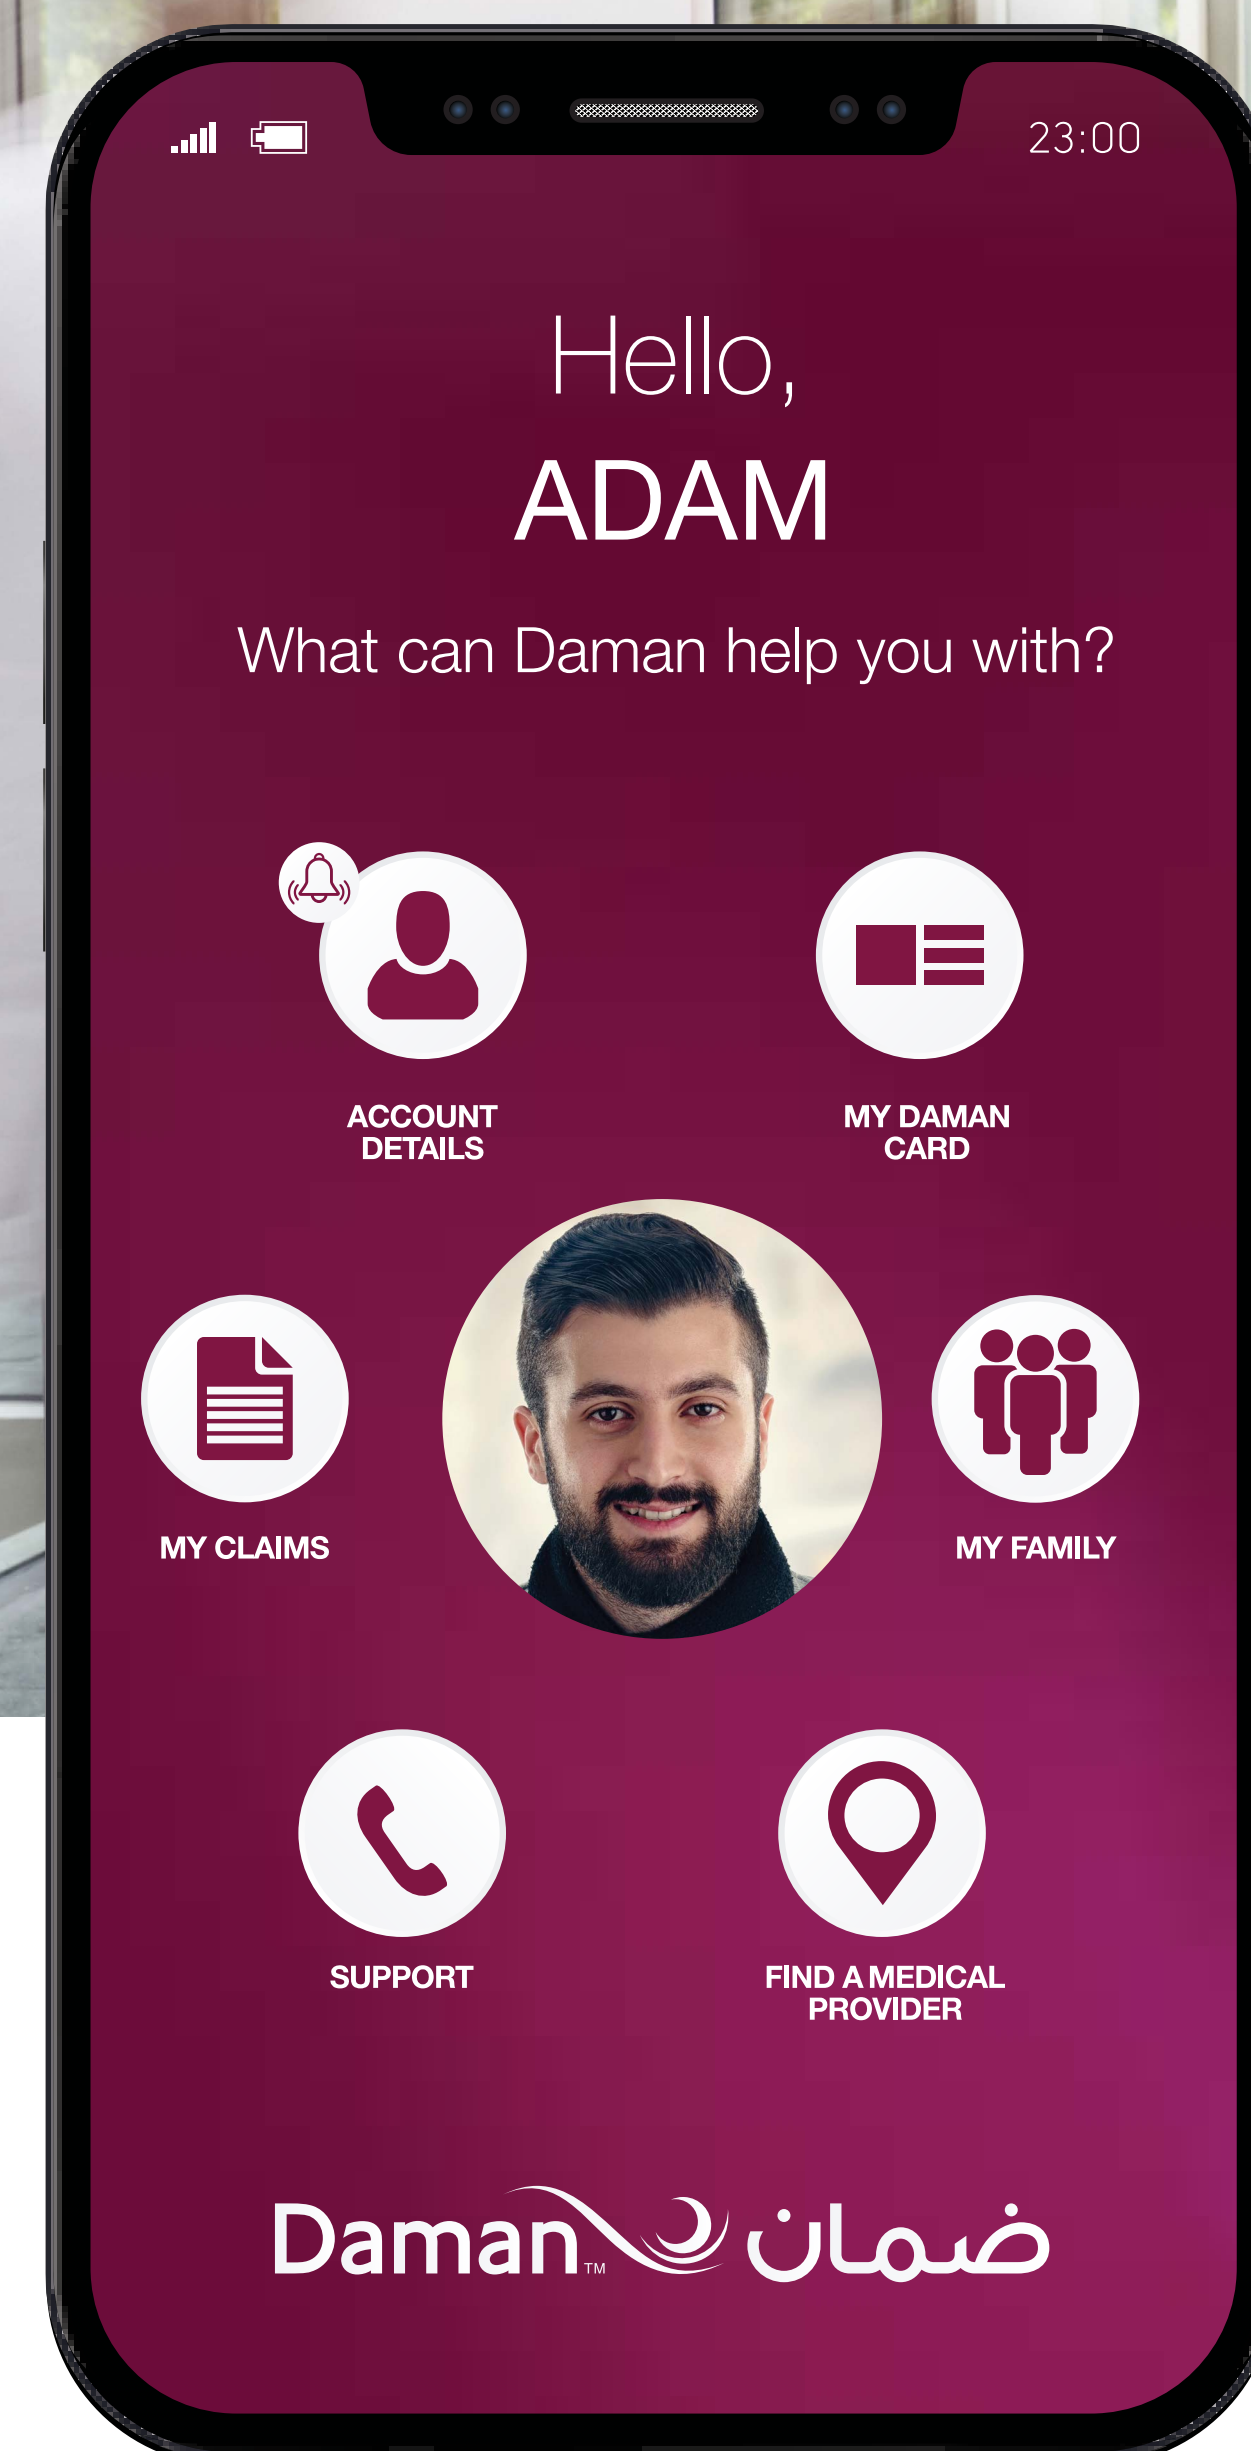 23:00
Hello,
ADAM
What can Daman help you with?
ACCOUNT
DETAILS
MY DAMAN
CARD
MY CLAIMS
MY FAMILY
SUPPORT
FIND A MEDICAL
PROVIDER
Daman™ ضمان